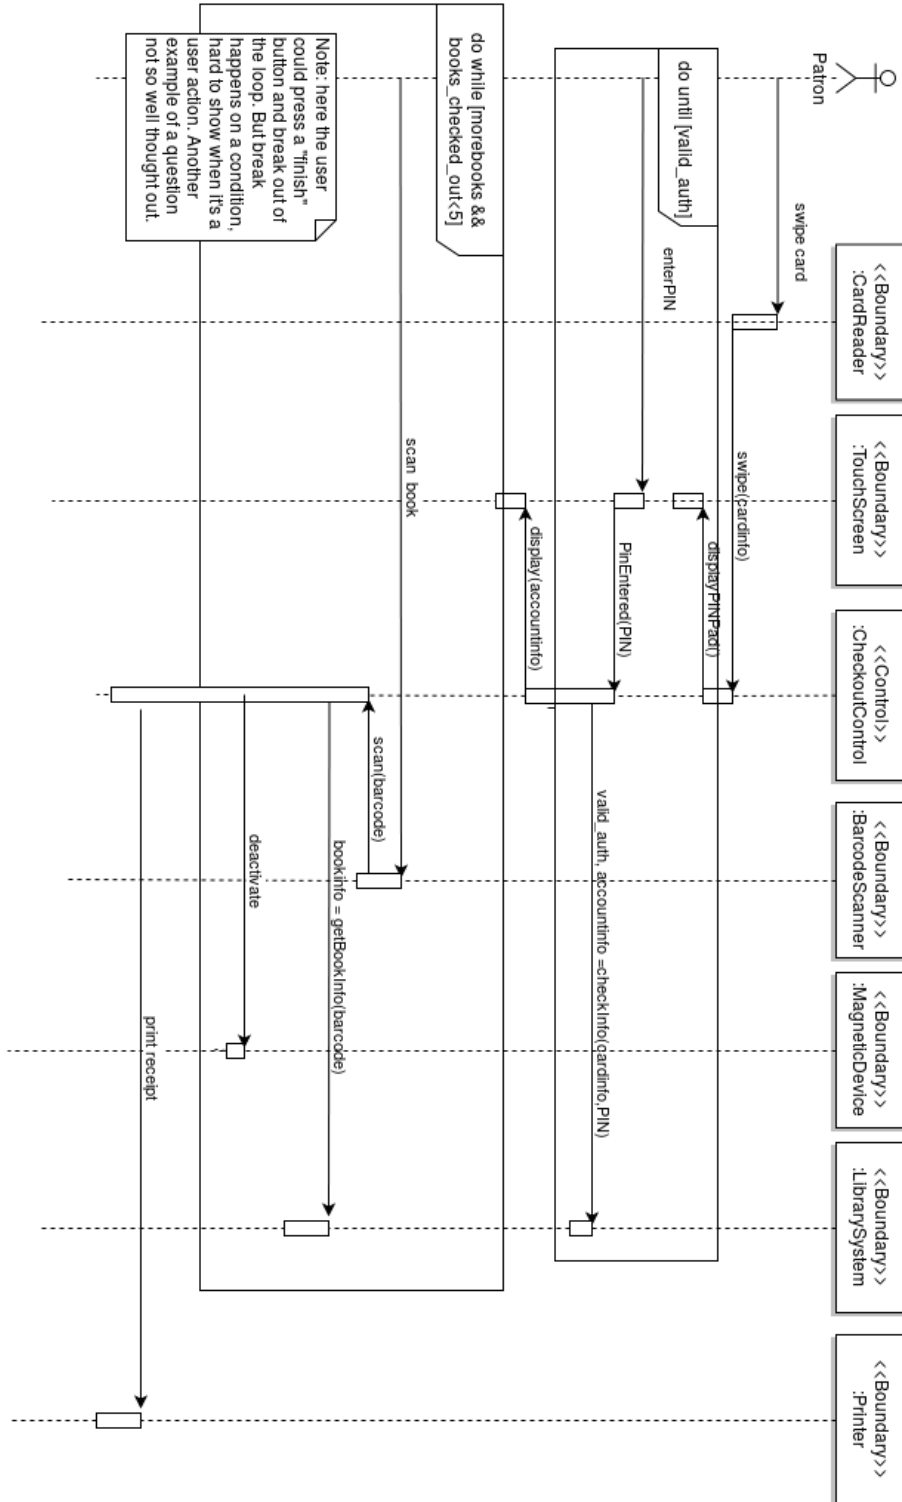 Patron
<<Boundary>>
:CardReader
<<Boundary>>
:TouchScreen
<<Control>>
:CheckoutControl
<<Boundary>>
:BarcodeScanner
<<Boundary>>
:MagneticDevice
<<Boundary>>
:LibrarySystem
<<Boundary>>
:Printer
swipe card
swipe(cardinfo)
do until [valid_auth]
displayPINPad()
enterPIN
PinEntered(PIN)
valid_auth, accountinfo =checkInfo(cardinfo,PIN)
display(accountinfo)
do while [morebooks &&
books_checked_out<5]
scan book
scan(barcode)
bookinfo = getBookInfo(barcode)
Note: here the user
could press a "finish"
button and break out of
the loop. But break
happens on a condition,
hard to show when it's a
user action. Another
example of a question
not so well thought out.
deactivate
print receipt